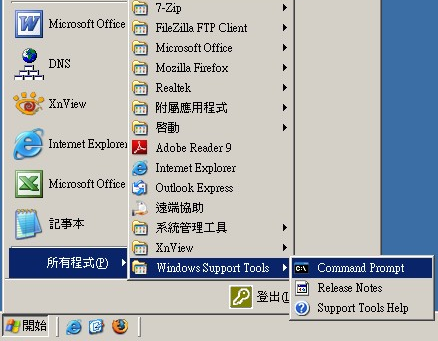 Microsoft Office
DNS
XnView
Internet Explorer
Microsoft Office
記事本
所有程式(P)
7-Zip
FileZilla FTP Client
Microsoft Office
Mozilla Firefox
Realtek
附屬應用程式
啟動
Adobe Reader 9
Internet Explorer
Outlook Express
遠端協助
系統管理工具
XnView
Windows Support Tools
Command Prompt
Release Notes
Support Tools Help
登出(L
開始